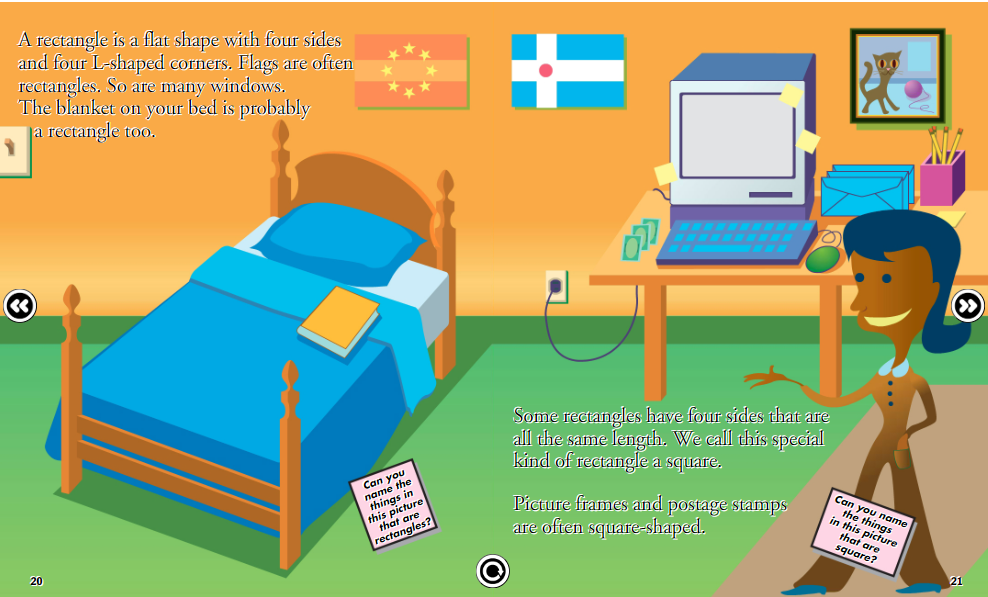 A rectangle is a flat shape with four sides
and four L-shaped corners. Flags are often
rectangles. So are many windows.
The blanket on your bed is probably
a rectangle too.
Can you
name the
things in
this picture
that are
rectangles?
20
Some rectangles have four sides that are
all the same length. We call this special
kind of rectangle a square.
Picture frames and postage stamps
are often square-shaped.
Can you name
the things
in this picture
that are
square?
21